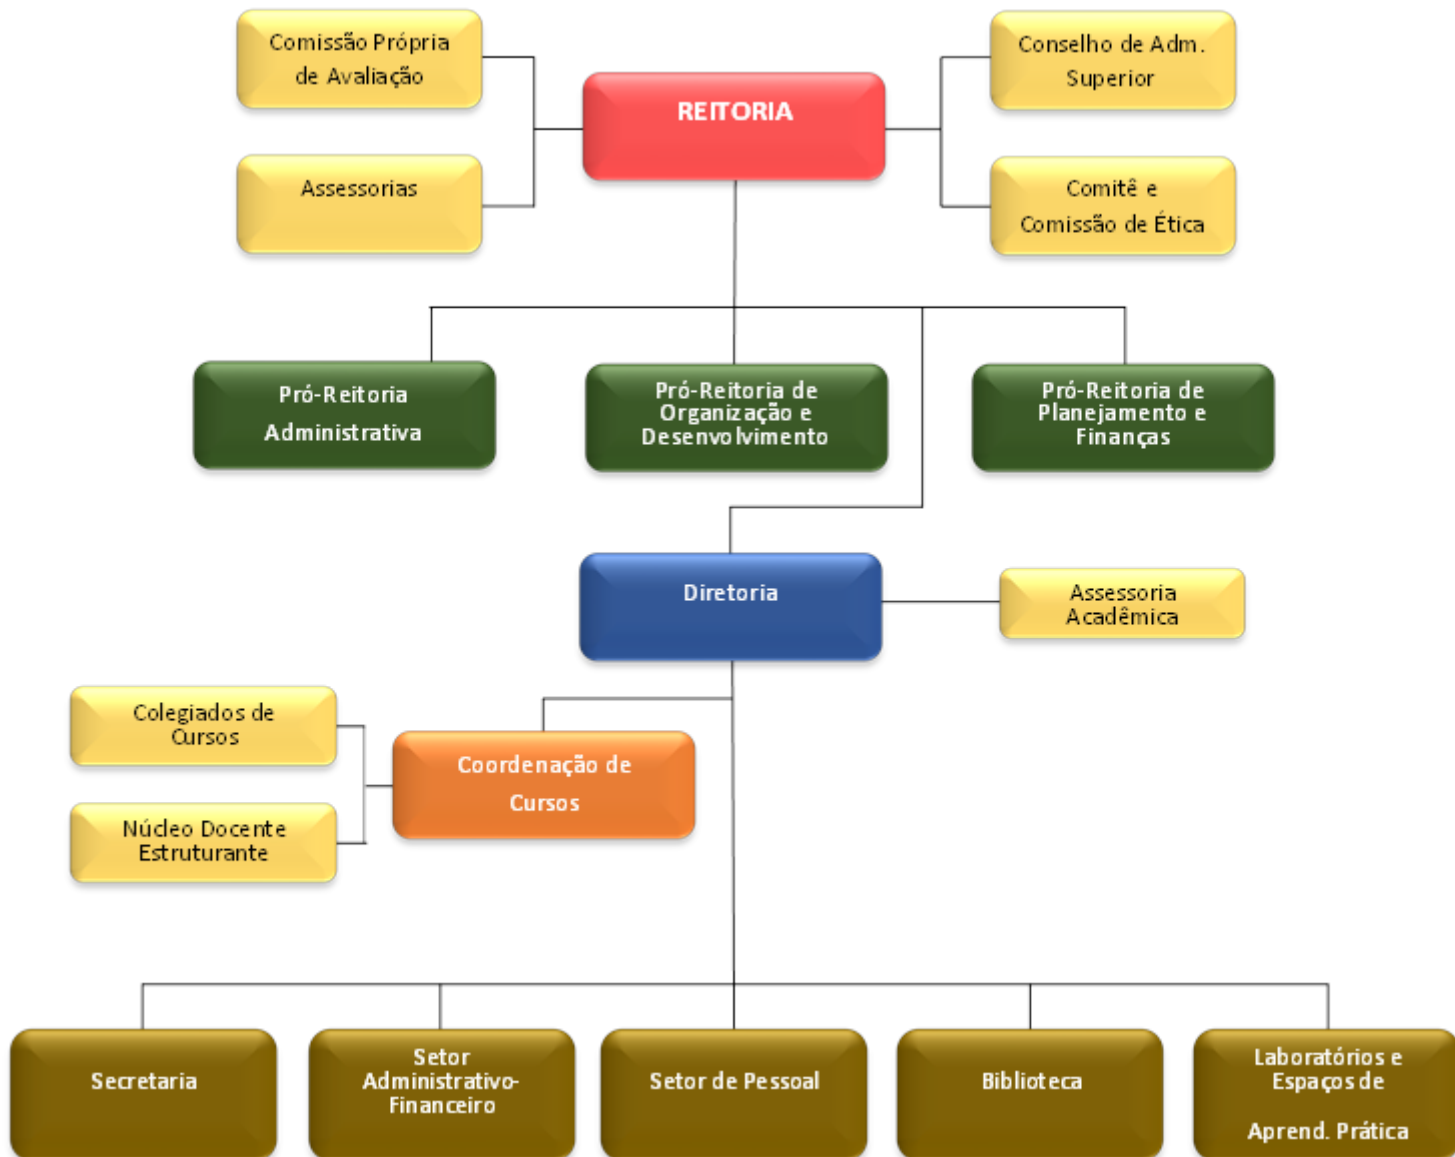 Comissão Própria
de Avaliação
Conselho de Adm.
Superior
REITORIA
Assessorias
Comitê e
Comissão de Ética
Pró-Reitoria
Administrativa
Pró-Reitoria de
Organização e
Desenvolvimento
Pró-Reitoria de
Planejamento e
Finanças
Diretoria
Assessoria
Acadêmica
Colegiados de
Cursos
Coordenação de
Cursos
Núcleo Docente
Estruturante
Secretaria
Setor
Administrativo-
Financeiro
Setor de Pessoal
Biblioteca
Laboratórios e
Espaços de
Aprend. Prática